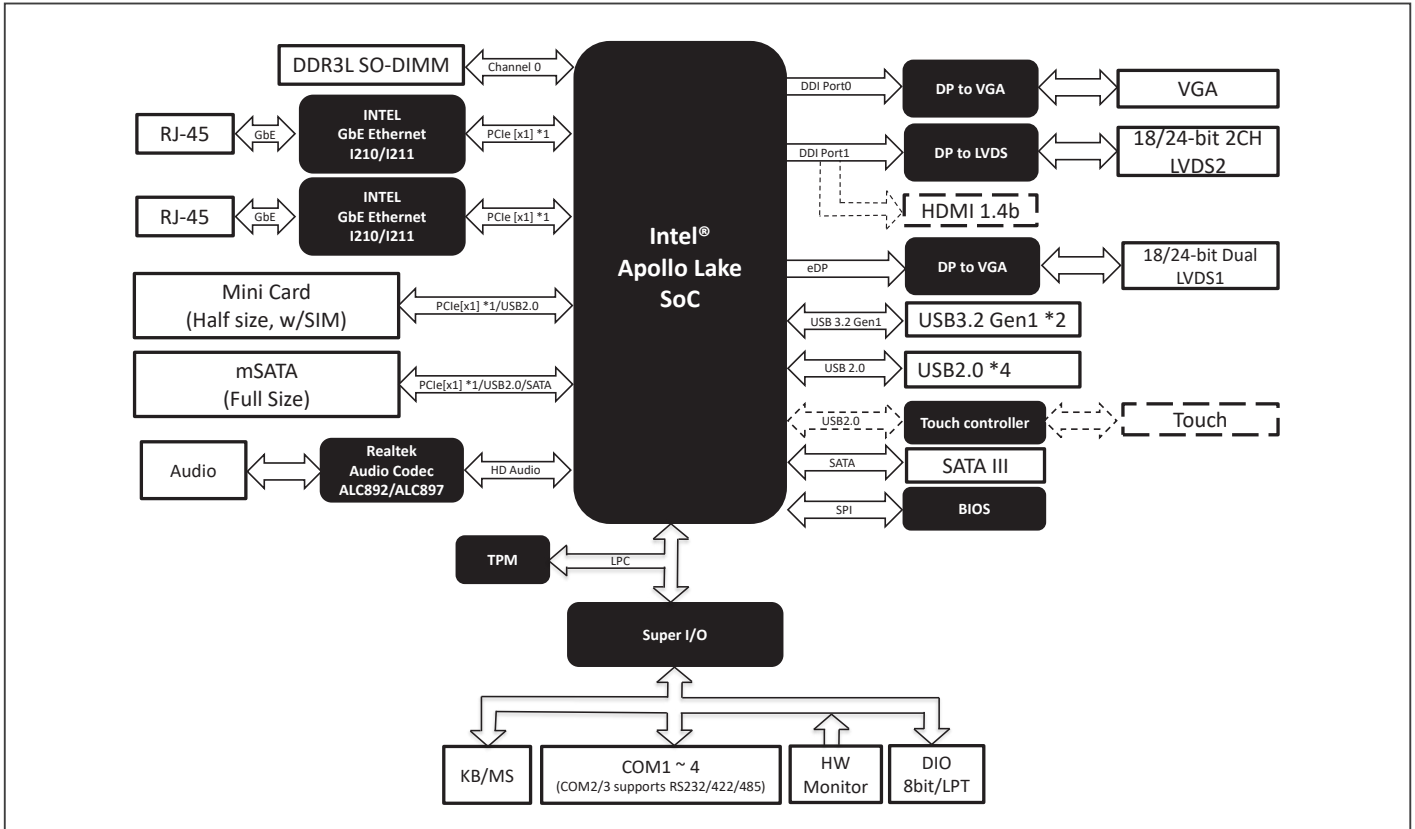 DDR3L SO-DIMM
Channel 0
RJ-45
GbE
INTEL
GbE Ethernet
I210/I211
PCIe [x1] *1
RJ-45
GbE
INTEL
GbE Ethernet
I210/I211
PCIe [x1] *1
Mini Card
(Half size, w/SIM)
PCIe[x1] *1/USB2.0
mSATA
(Full Size)
PCIe[x1] *1/USB2.0/SATA
Audio
Realtek
Audio Codec
ALC892/ALC897
HD Audio
Intel®
Apollo Lake
SoC
DDI Port0
DP to VGA
VGA
DDI Port1
DP to LVDS
18/24-bit 2CH
LVDS2
HDMI 1.4b
eDP
DP to VGA
18/24-bit Dual
LVDS1
USB 3.2 Gen1
USB3.2 Gen1 *2
USB 2.0
USB2.0 *4
USB2.0
Touch controller
Touch
SATA
SATA III
SPI
BIOS
TPM
LPC
Super I/O
KB/MS
COM1 ~ 4
(COM2/3 supports RS232/422/485)
HW
Monitor
DIO
8bit/LPT